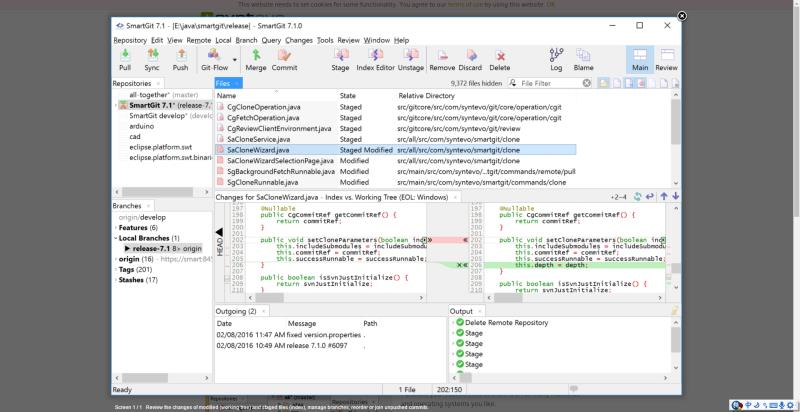 This website needs to set cookies for some functionality. You agree to our terms of use by using this website. OK
SmartGit 7.1 - [E:\java\smartgit\release] - SmartGit 7.1.0
Repository Edit View Remote Local Branch Query Changes Tools Review Window Help
Pull Sync Push Git-Flow Merge Commit Stage Index Editor Unstage Remove Discard Delete Log Blame Main Review
Repositories
all-together* (master)
SmartGit 7.1* (release-7.
SmartGit develop* (develo
arduino
cad
eclipse.platform.swt
eclipse.platform.swt.binari
Files
9,372 files hidden
File Filter
Name State Relative Directory
CgCloneOperation.java Staged src/gitcore/src/com/syntevo/git/core/operation/cgit
CgFetchOperation.java Staged src/gitcore/src/com/syntevo/git/core/operation/cgit
CgReviewClientEnvironment.java Staged src/gitcore/src/com/syntevo/git/review
SaCloneService.java Staged src/all/src/com/syntevo/smartgit/clone
SaCloneWizard.java Staged Modified src/all/src/com/syntevo/smartgit/clone
SaCloneWizardSelectionPage.java Modified src/all/src/com/syntevo/smartgit/clone
SgBackgroundFetchRunnable.java Modified src/main/src/com/syntevo/...tgit/commands/remote/pull
SgCloneRunnable.java Modified src/main/src/com/syntevo/smartgit/commands/clone
Branches
origin/develop
Features (6)
Local Branches (1)
release-7.1 8> origin
origin (16) - https://smart845
Tags (201)
Stashes (17)
Changes for SaCloneWizard.java - Index vs. Working Tree (EOL: Windows)
+2−4
HEAD
197 @Nullable
198 public CgCommitRef getCommitRef() {
199 return commitRef;
200 }
201
202 public void setCloneParameters(boolean in
203 this.includeSubmodules = includeSubmodu
204 this.commitRef = commitRef;
205 this.successRunnable = successRunnable;
206 }
207
208 public boolean isSvnJustInitialize() {
209 return svnJustInitialize;
210 }
197 @Nullable
198 public CgCommitRef getCommitRef() {
199 return commitRef;
200 }
201
202 public void setCloneParameters(boolean in
203 this.includeSubmodules = includeSubmodu
204 this.commitRef = commitRef;
205 this.successRunnable = successRunnable;
206 this.depth = depth;
207 }
208
209 public boolean isSvnJustInitialize() {
210 return svnJustInitialize;
Outgoing (2)
Date Message Path
02/08/2016 11:47 AM fixed version.properties .
02/08/2016 10:49 AM release 7.1.0 #6097 .
Output
Delete Remote Repository
Stage
Stage
Stage
Ready
1 File
202:150
Screen 1 / 1 Review the changes of modified (working tree) and staged files (index), manage branches, reorder or join unpushed commits.
and operating systems you like.